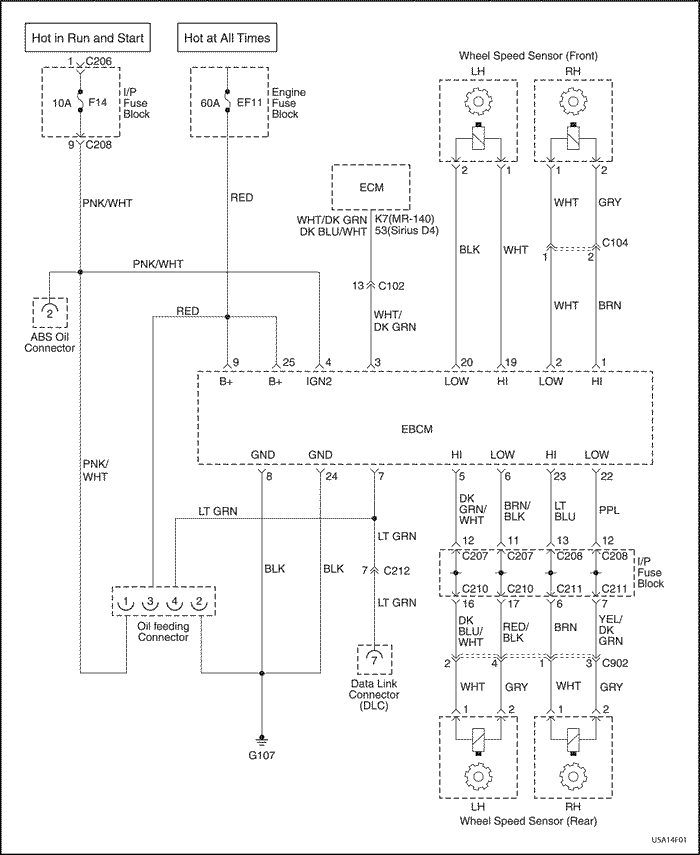 Hot in Run and Start
Hot at All Times
Wheel Speed Sensor (Front)
LH
RH
1
C206
10A
F14
I/P
Fuse
Block
60A
EF11
Engine
Fuse
Block
9
C208
2
1
1
2
ECM
PNK/WHT
RED
WHT
GRY
WHT/DK GRN
DK BLU/WHT
K7(MR-140)
53(Sirius D4)
BLK
WHT
C104
1
2
PNK/WHT
13
C102
2
RED
WHT/
DK GRN
WHT
BRN
ABS Oil
Connector
9
25
4
3
20
19
2
1
B+
B+
IGN2
LOW
HI
LOW
HI
EBCM
GND
GND
HI
LOW
HI
LOW
PNK/
WHT
8
24
7
5
6
23
22
DK
GRN/
WHT
BRN/
BLK
LT
BLU
PPL
LT GRN
LT GRN
12
11
13
12
C207
C207
C208
C208
I/P
Fuse
Block
BLK
BLK
7
C212
C210
C210
C211
C211
1
3
4
2
LT GRN
16
17
6
7
Oil feeding
Connector
DK
BLU/
WHT
RED/
BLK
BRN
YEL/
DK
GRN
7
2
4
1
3
C902
Data Link
Connector
(DLC)
WHT
GRY
WHT
GRY
1
2
1
2
G107
LH
RH
Wheel Speed Sensor (Rear)
USA14F01